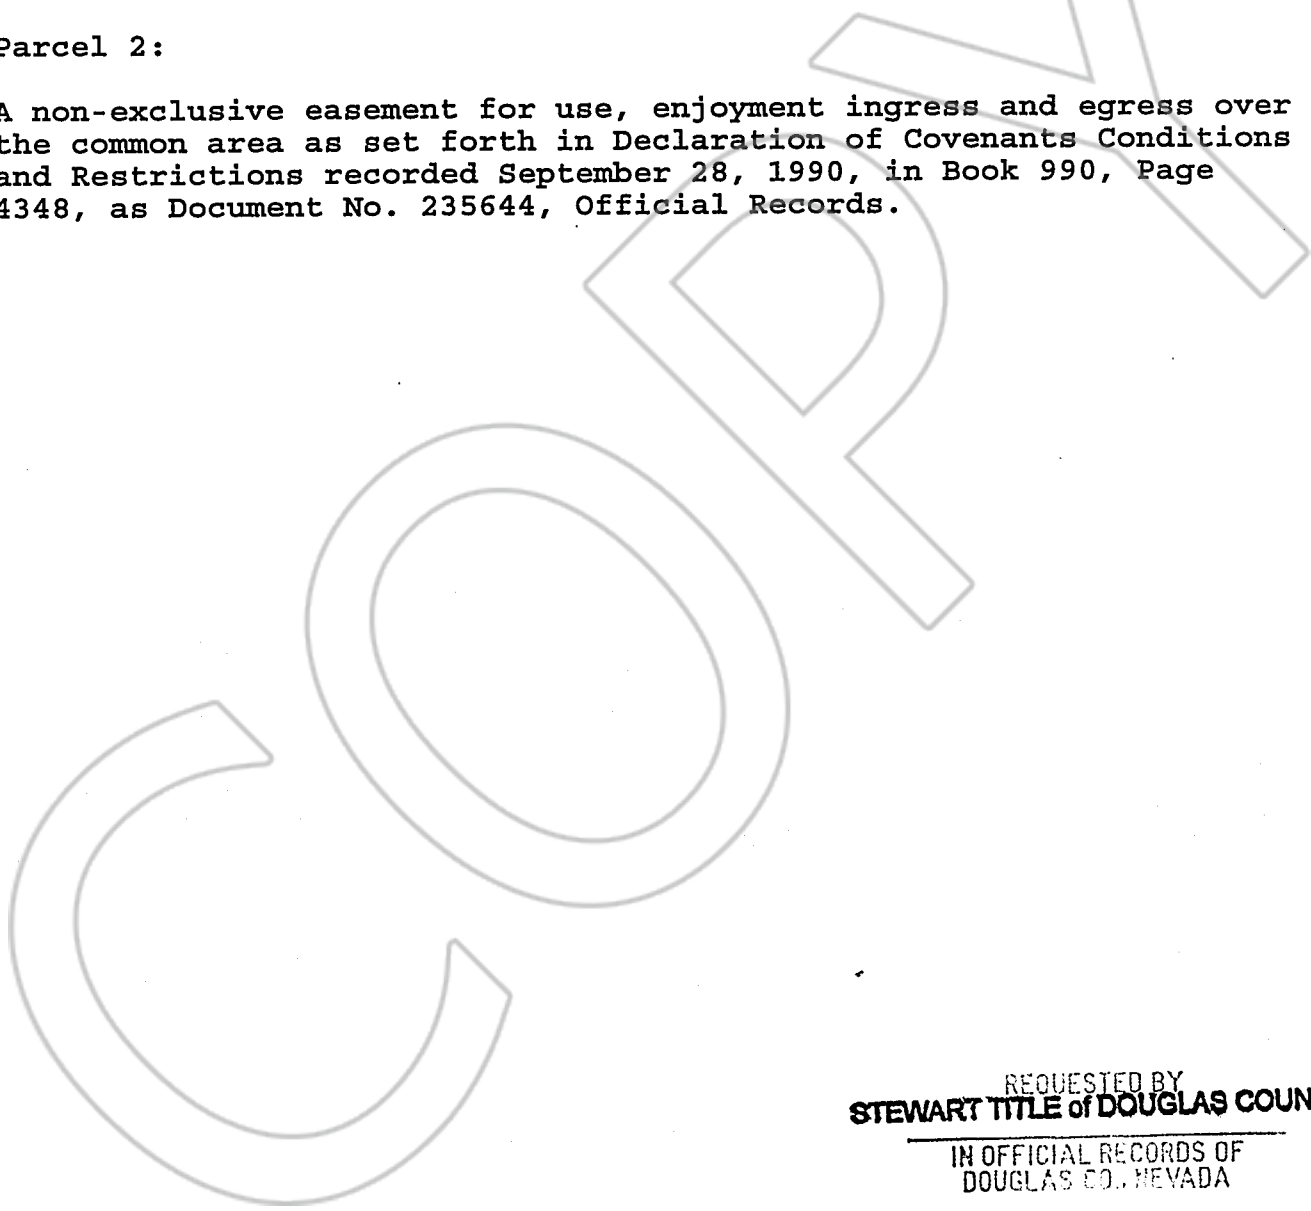 Parcel 2:
A non-exclusive easement for use, enjoyment ingress and egress over
the common area as set forth in Declaration of Covenants Conditions
and Restrictions recorded September 28, 1990, in Book 990, Page
4348, as Document No. 235644, Official Records.
COPY
REQUESTED BY
STEWART TITLE of DOUGLAS COUN
IN OFFICIAL RECORDS OF
DOUGLAS CO., NEVADA